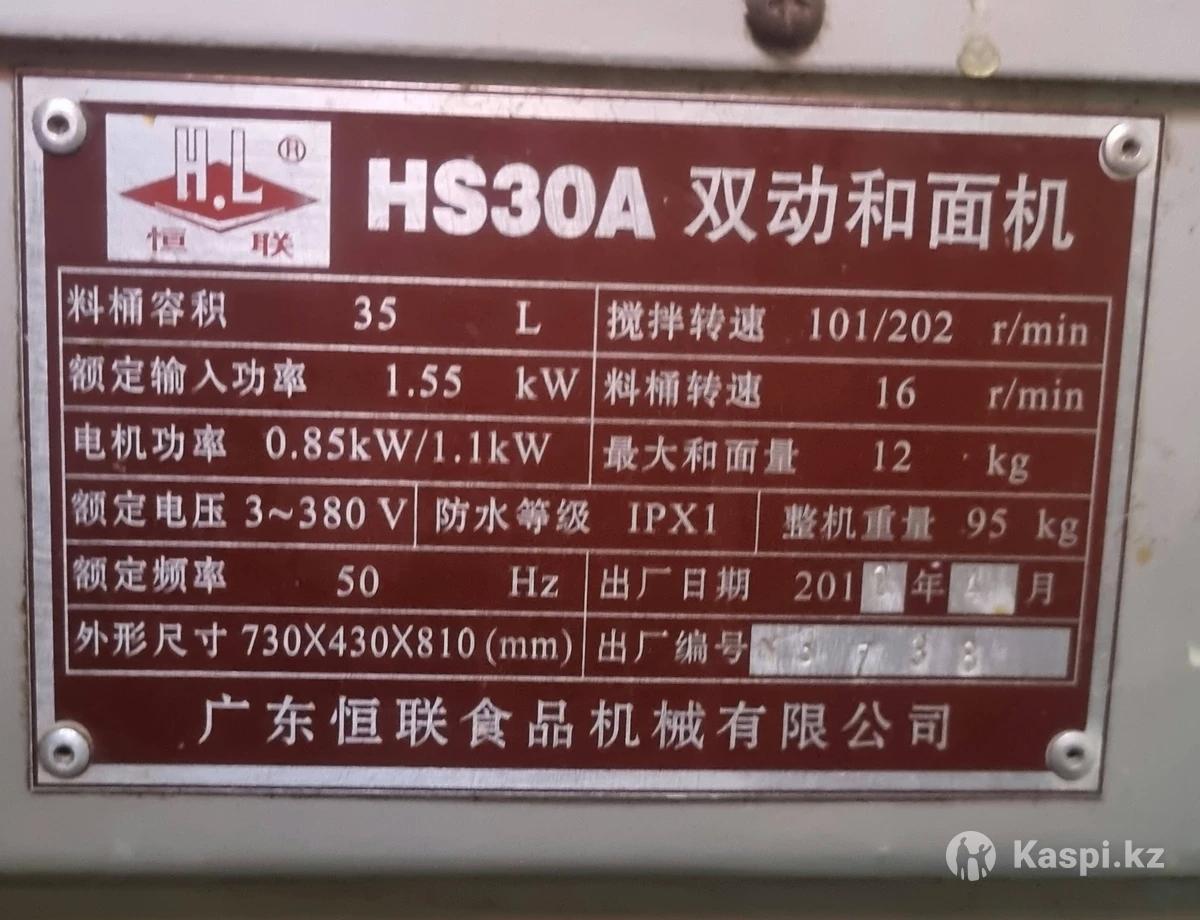 H.L ®
恒联
HS30A 双动和面机
料桶容积 35 L
搅拌转速 101/202 r/min
额定输入功率 1.55 kW
料桶转速 16 r/min
电机功率 0.85kW/1.1kW
最大和面量 12 kg
额定电压 3~380 V
防水等级 IPX1
整机重量 95 kg
额定频率 50 Hz
出厂日期 201 年 月
外形尺寸 730X430X810 (mm)
出厂编号
广东恒联食品机械有限公司
Kaspi.kz